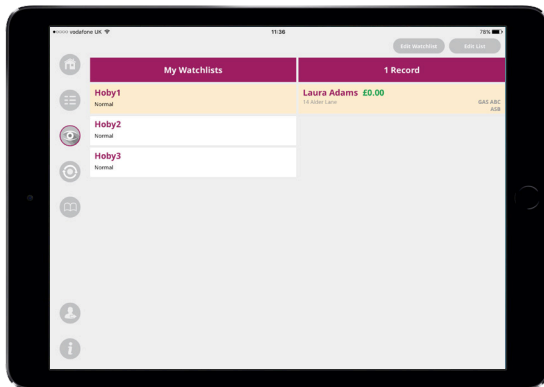 vodafone UK 11:36 78%
Edit Watchlist Edit List
My Watchlists 1 Record
Hoby1
Normal
Laura Adams £0.00
14 Alder Lane
GAS ABC
ASB
Hoby2
Normal
Hoby3
Normal
i